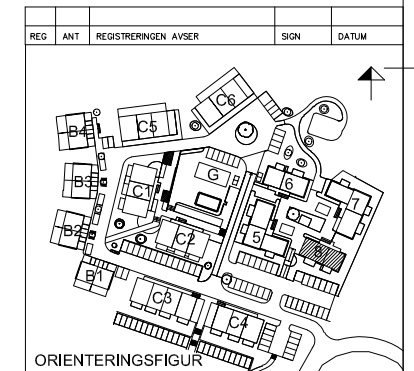 REG ANT REGISTRERINGEN AVSER SIGN DATUM
C6
B4 C5
G
B3 C1 6
7
B2 C2 5
8
B1
C3
C4
ORIENTERINGSFIGUR